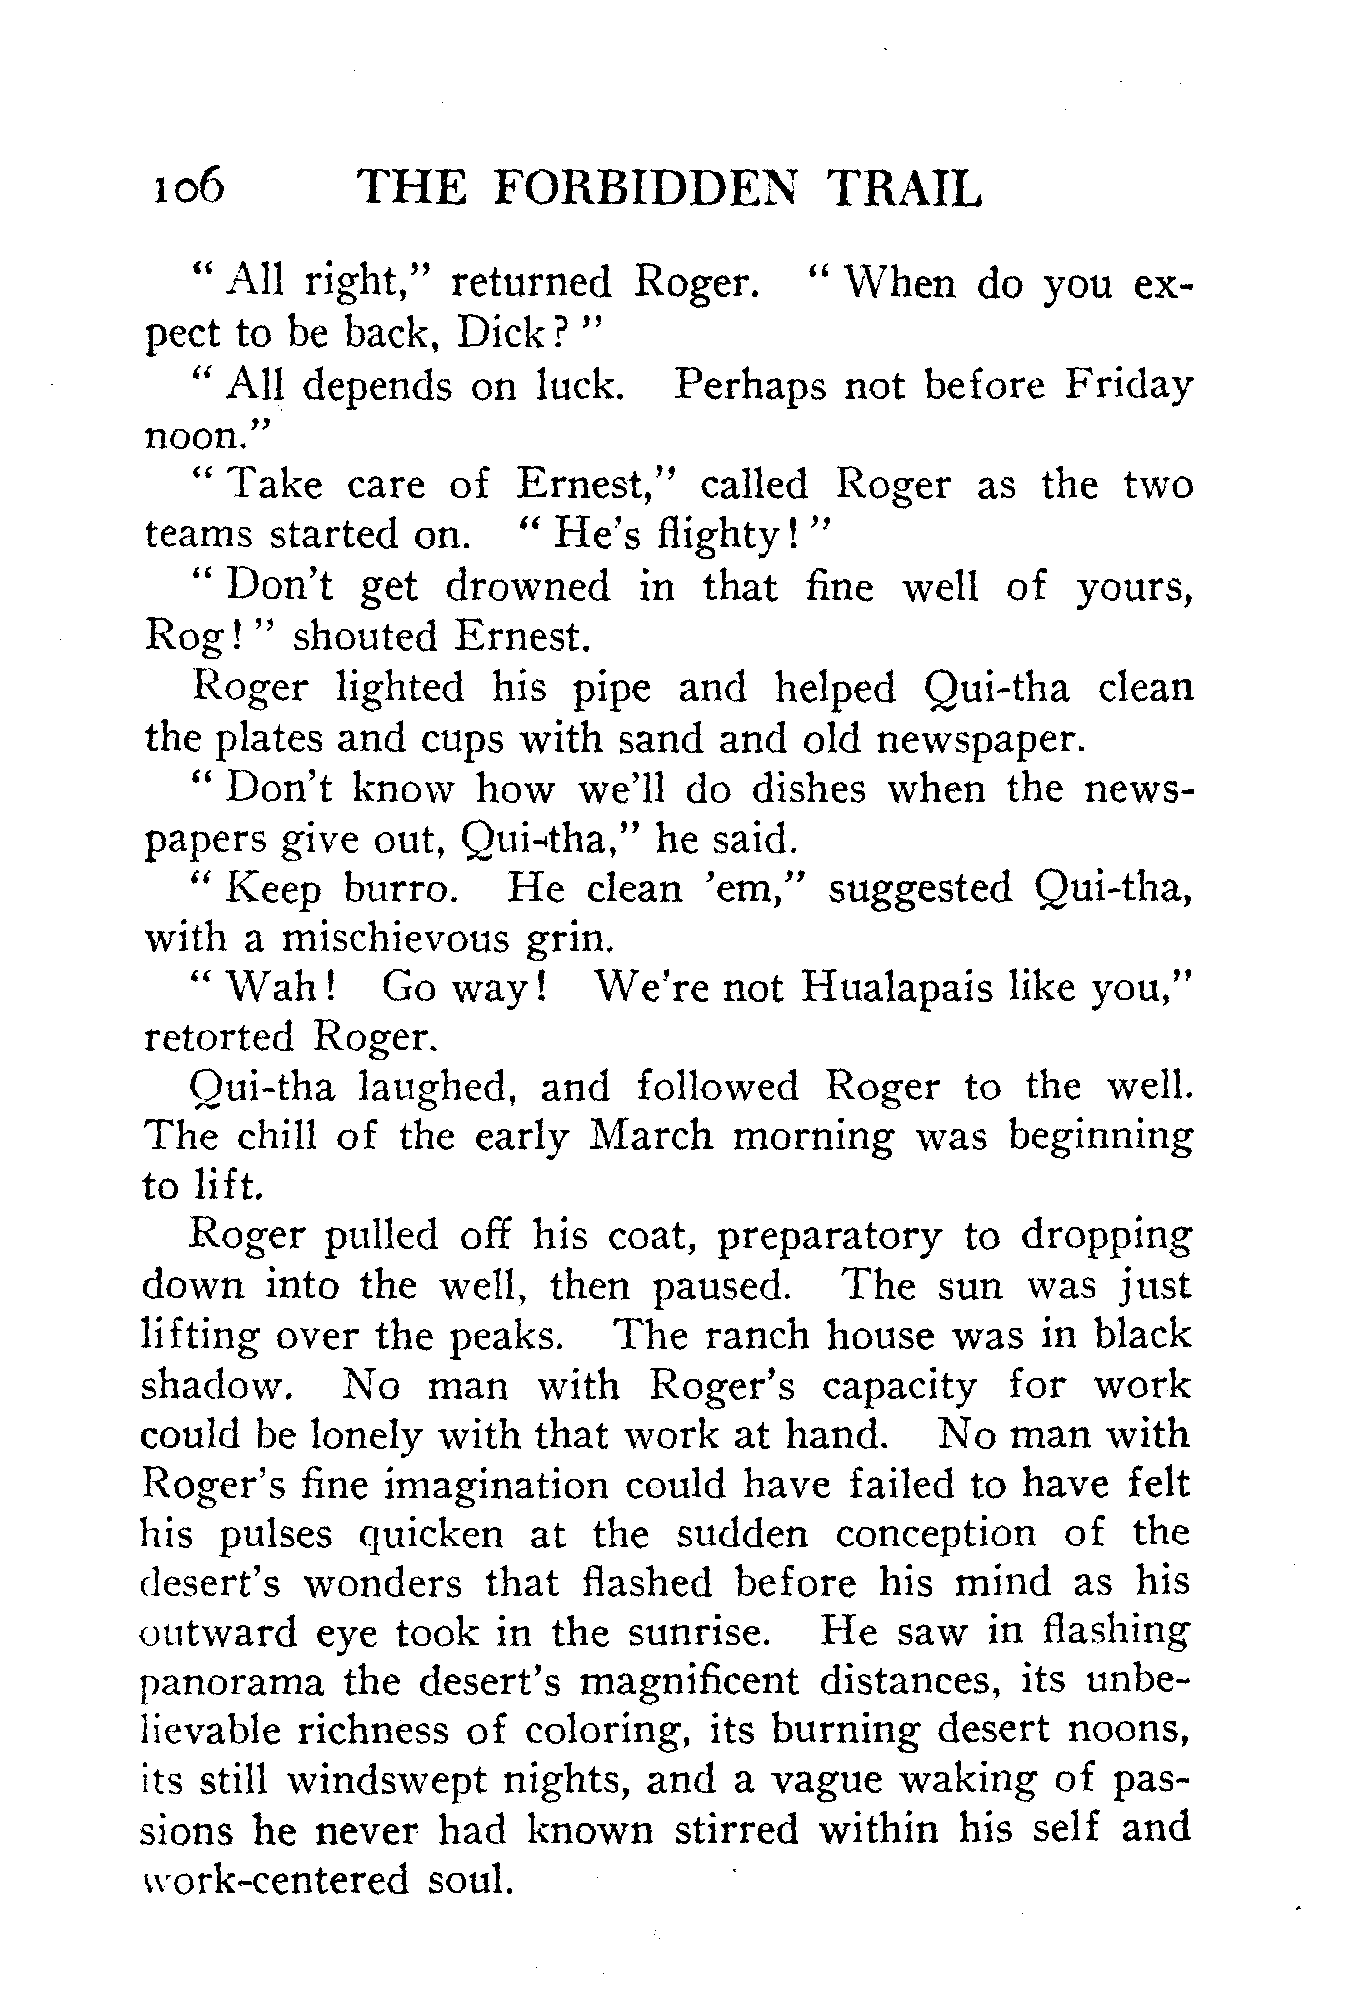 106 THE FORBIDDEN TRAIL
" All right," returned Roger. " When do you ex-
pect to be back, Dick? "
" All depends on luck. Perhaps not before Friday
noon."
" Take care of Ernest," called Roger as the two
teams started on. " He's flighty! "
" Don't get drowned in that fine well of yours,
Rog! " shouted Ernest.
Roger lighted his pipe and helped Qui-tha clean
the plates and cups with sand and old newspaper.
" Don't know how we'll do dishes when the news-
papers give out, Qui-tha," he said.
" Keep burro. He clean 'em," suggested Qui-tha,
with a mischievous grin.
" Wah! Go way! We're not Hualapais like you,"
retorted Roger.
Qui-tha laughed, and followed Roger to the well.
The chill of the early March morning was beginning
to lift.
Roger pulled off his coat, preparatory to dropping
down into the well, then paused. The sun was just
lifting over the peaks. The ranch house was in black
shadow. No man with Roger's capacity for work
could be lonely with that work at hand. No man with
Roger's fine imagination could have failed to have felt
his pulses quicken at the sudden conception of the
desert's wonders that flashed before his mind as his
outward eye took in the sunrise. He saw in flashing
panorama the desert's magnificent distances, its unbe-
lievable richness of coloring, its burning desert noons,
its still windswept nights, and a vague waking of pas-
sions he never had known stirred within his self and
work-centered soul.